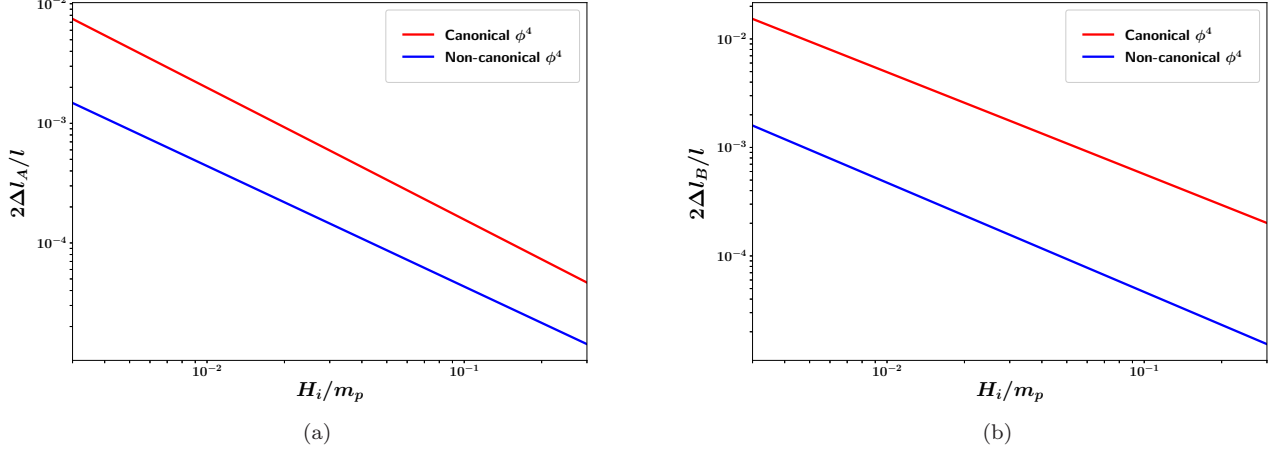 10⁻²
10⁻³
10⁻⁴
2Δl_A/l
Canonical ϕ⁴
Non-canonical ϕ⁴
10⁻²
10⁻¹
H_i/m_p
(a)
10⁻²
10⁻³
10⁻⁴
2Δl_B/l
Canonical ϕ⁴
Non-canonical ϕ⁴
10⁻²
10⁻¹
H_i/m_p
(b)